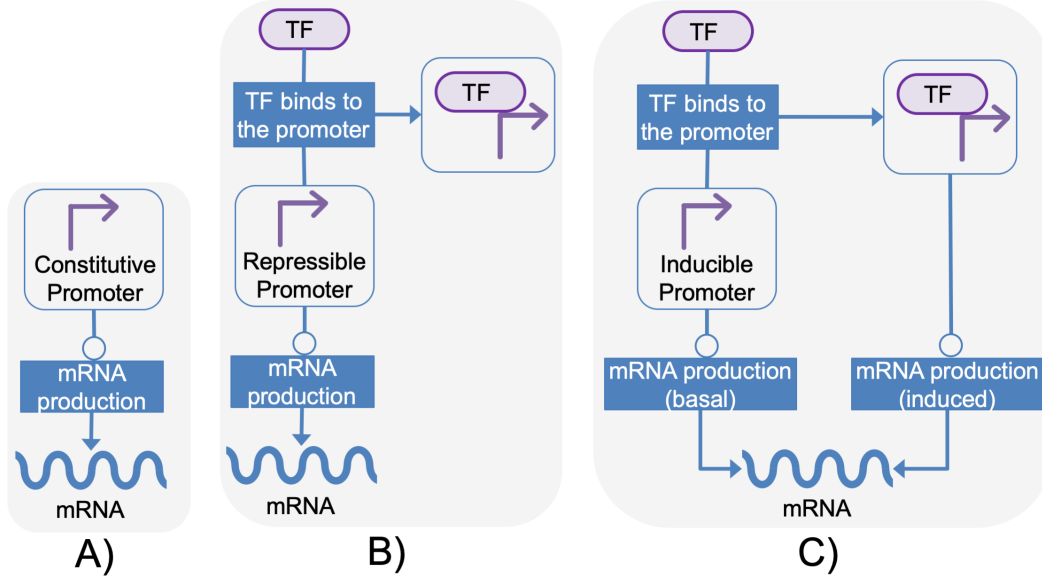 Constitutive
Promoter
mRNA
production
mRNA
A)
TF
TF binds to
the promoter
TF
Repressible
Promoter
mRNA
production
mRNA
B)
TF
TF binds to
the promoter
TF
Inducible
Promoter
mRNA production
(basal)
mRNA production
(induced)
mRNA
C)